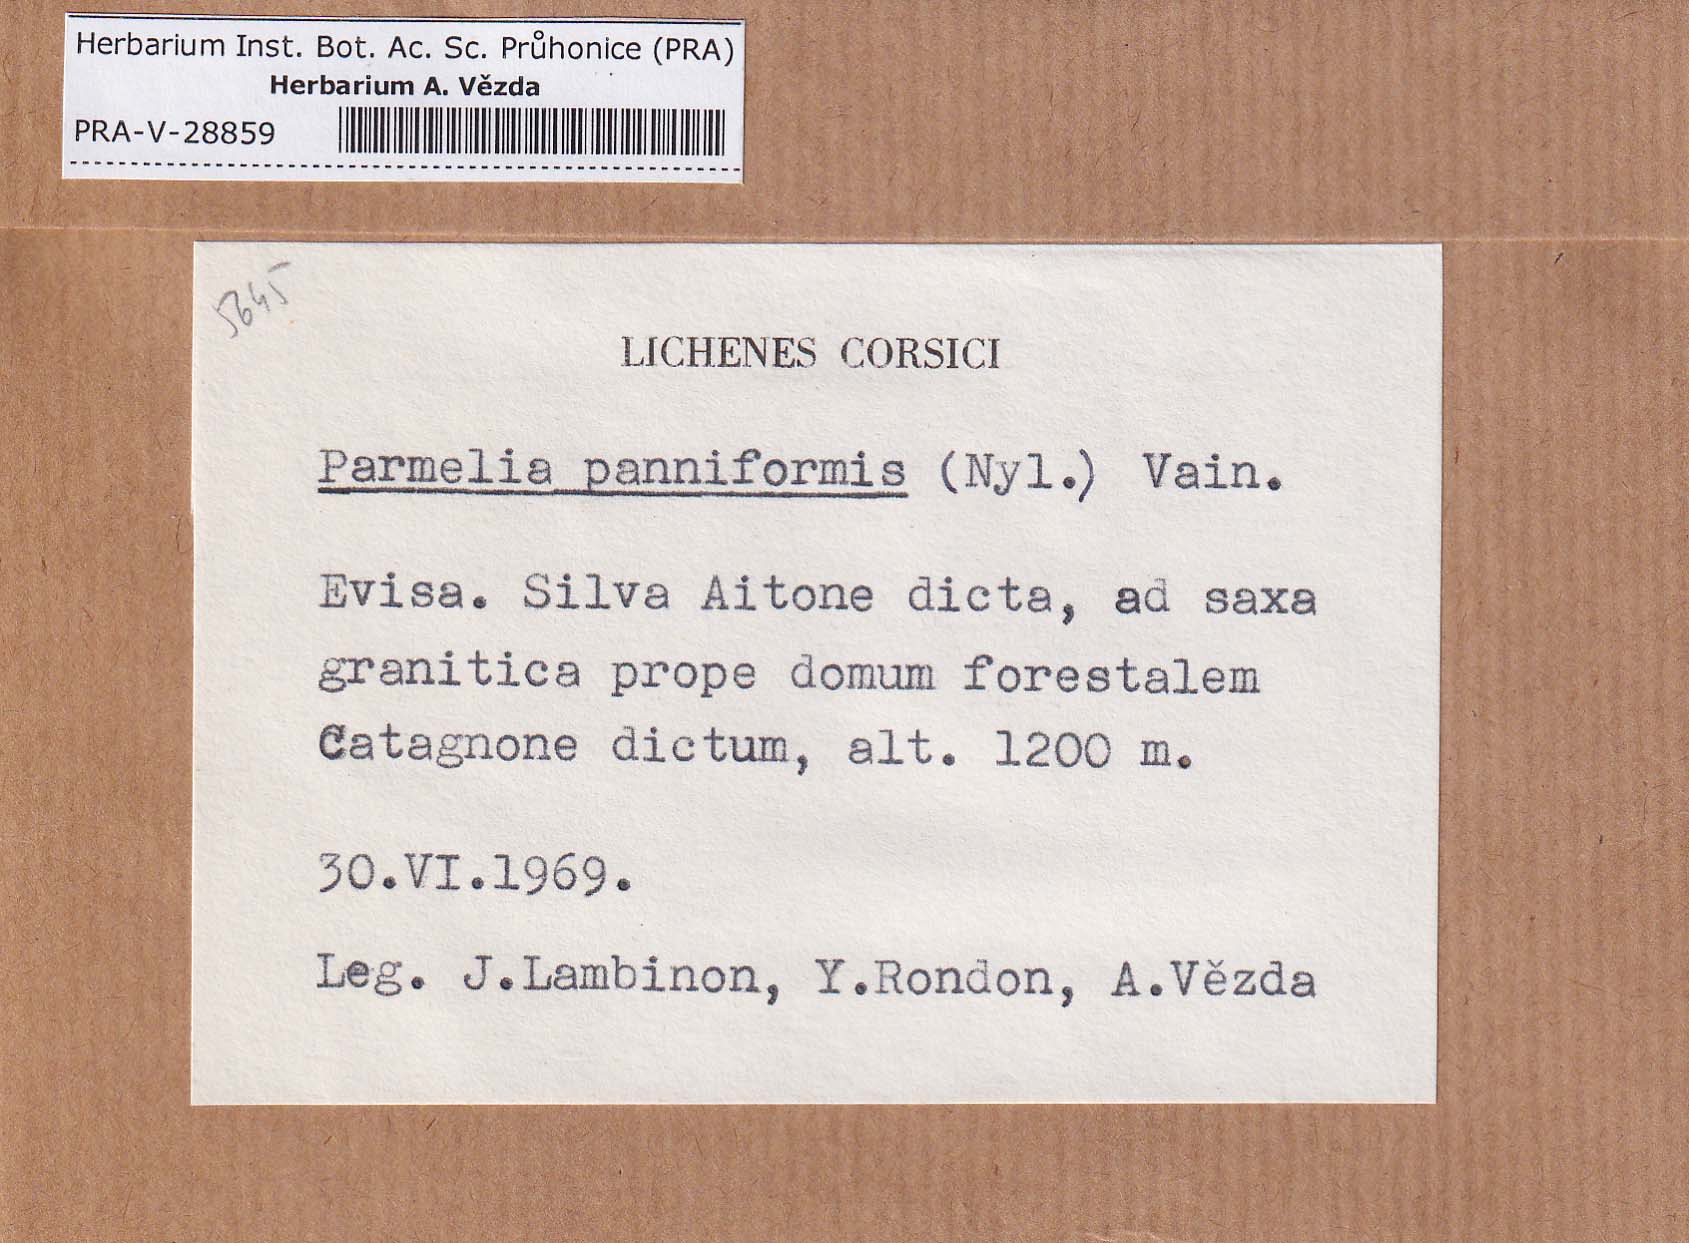 Herbarium Inst. Bot. Ac. Sc. Průhonice (PRA)
Herbarium A. Vězda
PRA-V-28859
5645
LICHENES CORSICI
Parmelia panniformis (Nyl.) Vain.
Evisa. Silva Aitone dicta, ad saxa
granitica prope domum forestalem
Catagnone dictum, alt. 1200 m.
30.VI.1969.
Leg. J.Lambinon, Y.Rondon, A.Vězda